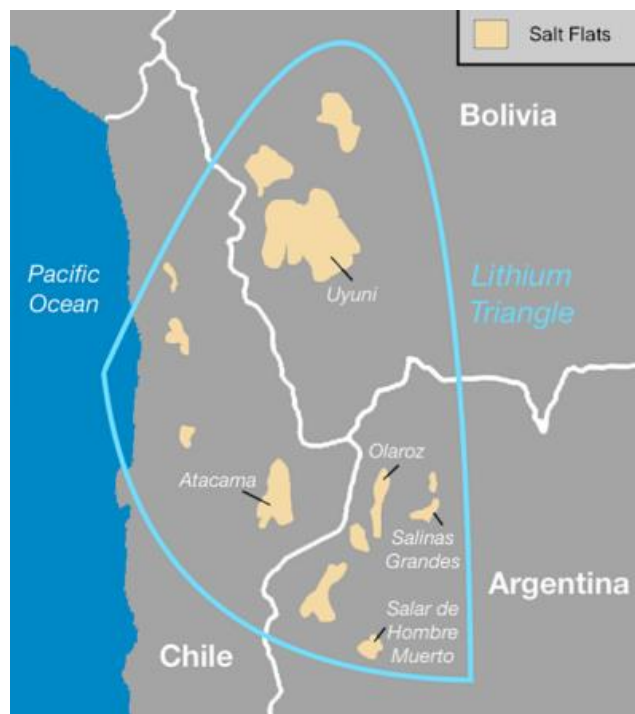 Salt Flats
Bolivia
Pacific
Ocean
Uyuni
Lithium
Triangle
Olaroz
Atacama
Salinas
Grandes
Argentina
Salar de
Hombre
Muerto
Chile